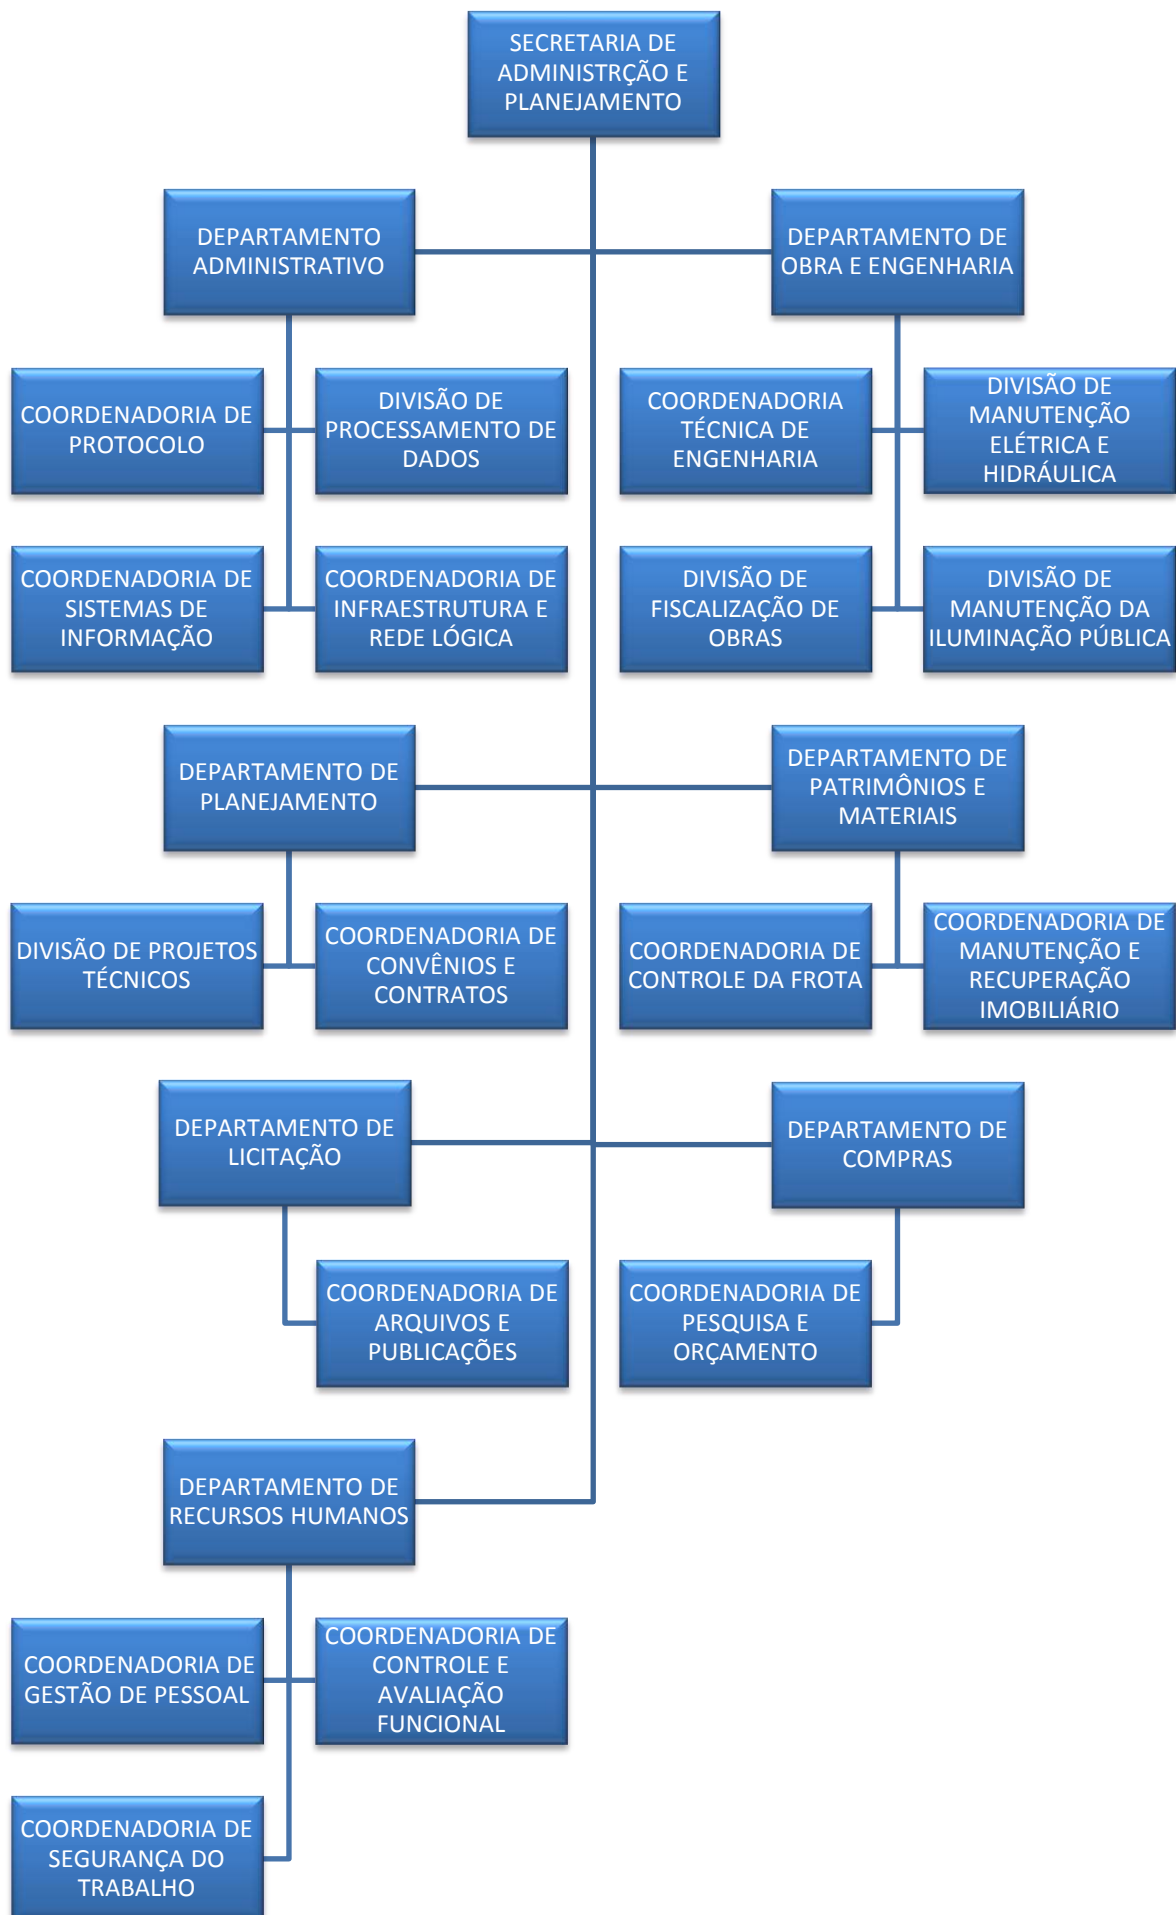 SECRETARIA DE
ADMINISTRÇÃO E
PLANEJAMENTO
DEPARTAMENTO
ADMINISTRATIVO
DEPARTAMENTO DE
OBRA E ENGENHARIA
COORDENADORIA DE
PROTOCOLO
DIVISÃO DE
PROCESSAMENTO DE
DADOS
COORDENADORIA
TÉCNICA DE
ENGENHARIA
DIVISÃO DE
MANUTENÇÃO
ELÉTRICA E
HIDRÁULICA
COORDENADORIA DE
SISTEMAS DE
INFORMAÇÃO
COORDENADORIA DE
INFRAESTRUTURA E
REDE LÓGICA
DIVISÃO DE
FISCALIZAÇÃO DE
OBRAS
DIVISÃO DE
MANUTENÇÃO DA
ILUMINAÇÃO PÚBLICA
DEPARTAMENTO DE
PLANEJAMENTO
DEPARTAMENTO DE
PATRIMÔNIOS E
MATERIAIS
DIVISÃO DE PROJETOS
TÉCNICOS
COORDENADORIA DE
CONVÊNIOS E
CONTRATOS
COORDENADORIA DE
CONTROLE DA FROTA
COORDENADORIA DE
MANUTENÇÃO E
RECUPERAÇÃO
IMOBILIÁRIO
DEPARTAMENTO DE
LICITAÇÃO
DEPARTAMENTO DE
COMPRAS
COORDENADORIA DE
ARQUIVOS E
PUBLICAÇÕES
COORDENADORIA DE
PESQUISA E
ORÇAMENTO
DEPARTAMENTO DE
RECURSOS HUMANOS
COORDENADORIA DE
GESTÃO DE PESSOAL
COORDENADORIA DE
CONTROLE E
AVALIAÇÃO
FUNCIONAL
COORDENADORIA DE
SEGURANÇA DO
TRABALHO